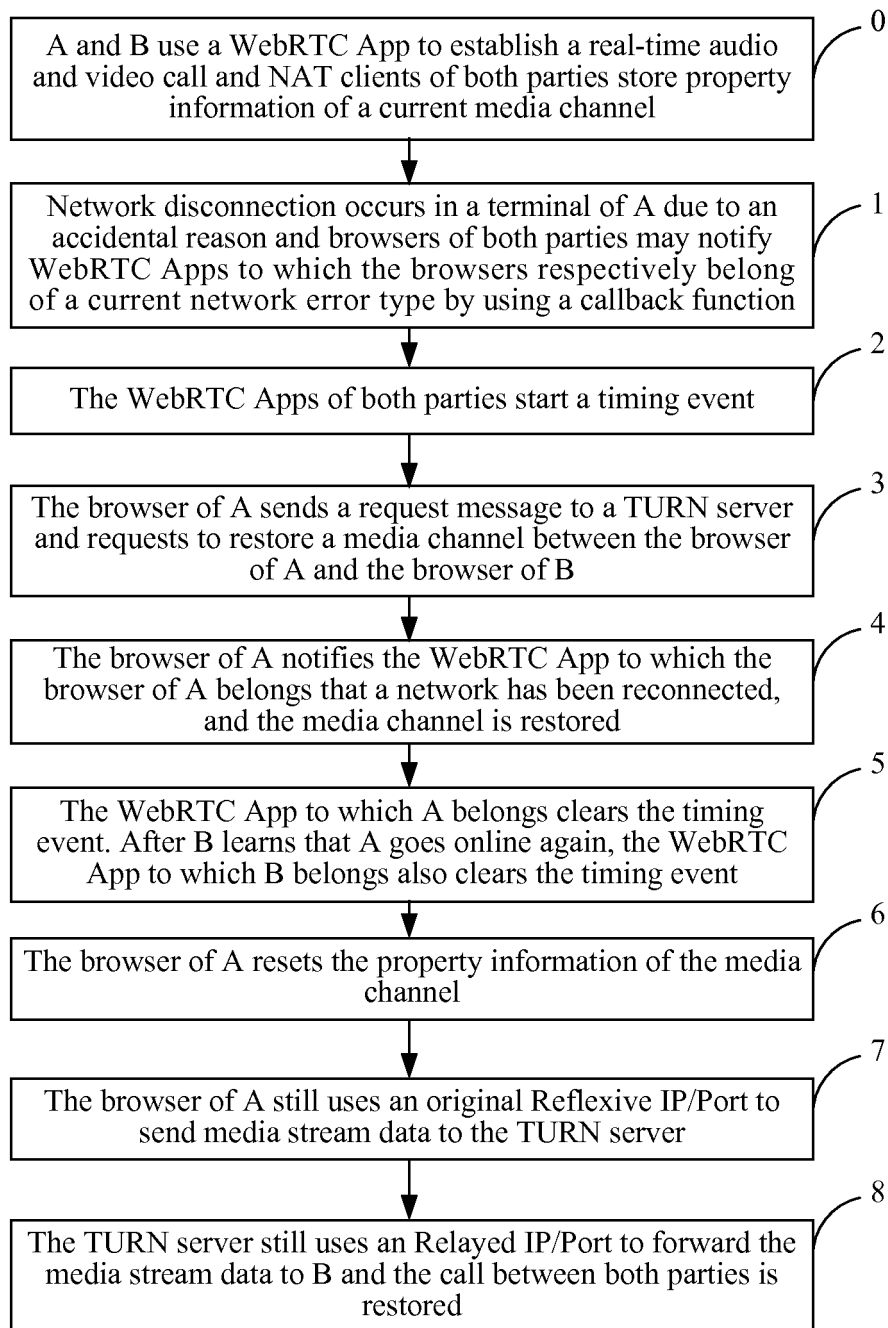 0
A and B use a WebRTC App to establish a real-time audio
and video call and NAT clients of both parties store property
information of a current media channel
1
Network disconnection occurs in a terminal of A due to an
accidental reason and browsers of both parties may notify
WebRTC Apps to which the browsers respectively belong
of a current network error type by using a callback function
2
The WebRTC Apps of both parties start a timing event
3
The browser of A sends a request message to a TURN server
and requests to restore a media channel between the browser
of A and the browser of B
4
The browser of A notifies the WebRTC App to which the
browser of A belongs that a network has been reconnected,
and the media channel is restored
5
The WebRTC App to which A belongs clears the timing
event. After B learns that A goes online again, the WebRTC
App to which B belongs also clears the timing event
6
The browser of A resets the property information of the media
channel
7
The browser of A still uses an original Reflexive IP/Port to
send media stream data to the TURN server
8
The TURN server still uses an Relayed IP/Port to forward the
media stream data to B and the call between both parties is
restored